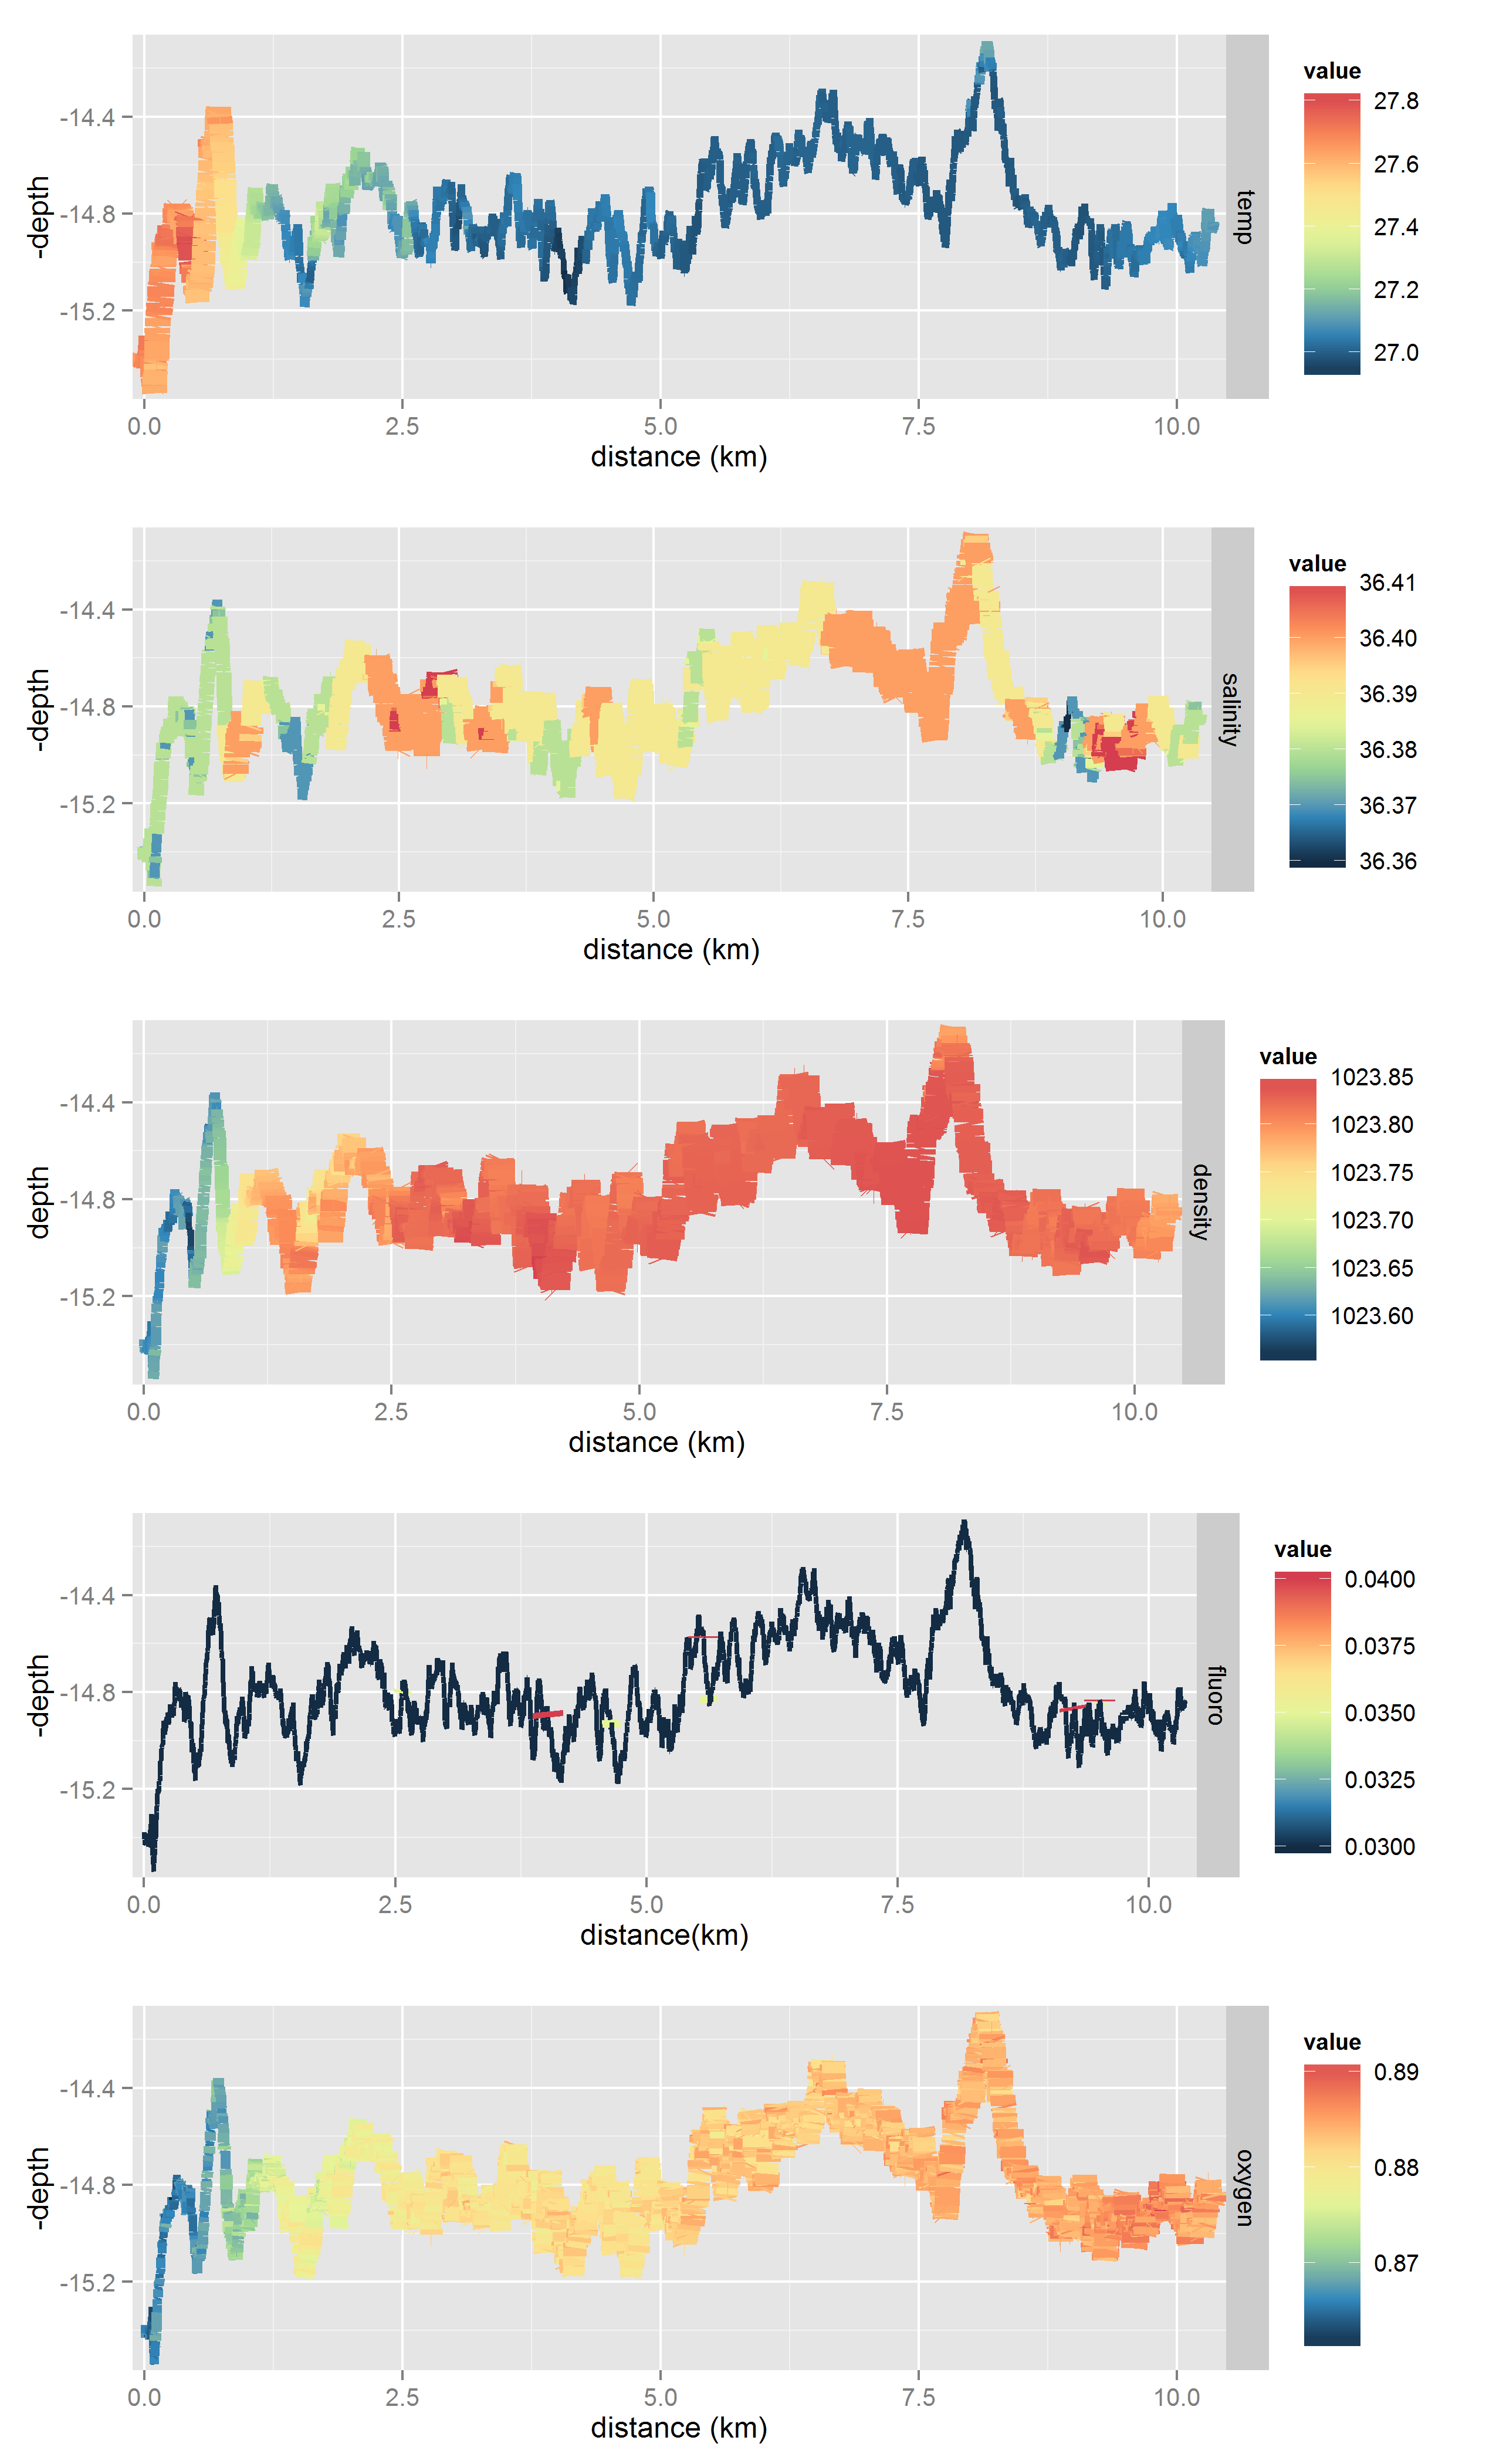 value
27.8
27.6
27.4
27.2
27.0
-14.4
-14.8
-15.2
-depth
temp
0.0 2.5 5.0 7.5 10.0
distance (km)
value
36.41
36.40
36.39
36.38
36.37
36.36
-14.4
-14.8
-15.2
-depth
salinity
0.0 2.5 5.0 7.5 10.0
distance (km)
value
1023.85
1023.80
1023.75
1023.70
1023.65
1023.60
-14.4
-14.8
-15.2
depth
density
0.0 2.5 5.0 7.5 10.0
distance (km)
value
0.0400
0.0375
0.0350
0.0325
0.0300
-14.4
-14.8
-15.2
-depth
fluoro
0.0 2.5 5.0 7.5 10.0
distance(km)
value
0.89
0.88
0.87
-14.4
-14.8
-15.2
-depth
oxygen
0.0 2.5 5.0 7.5 10.0
distance (km)